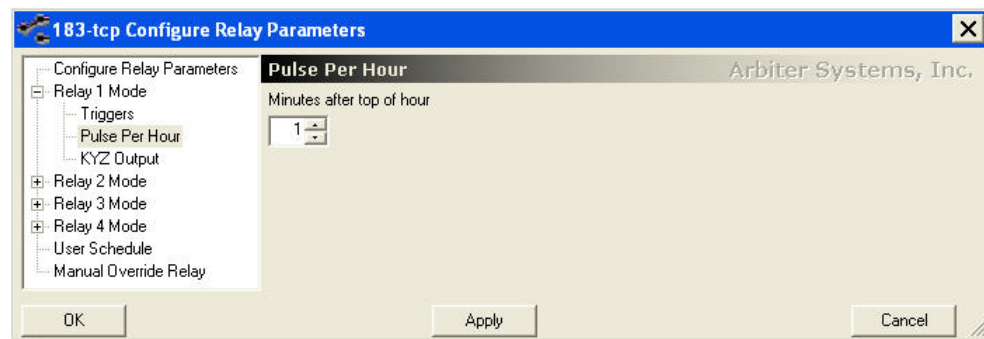 183-tcp Configure Relay Parameters
Configure Relay Parameters
Relay 1 Mode
Triggers
Pulse Per Hour
KYZ Output
Relay 2 Mode
Relay 3 Mode
Relay 4 Mode
User Schedule
Manual Override Relay
Pulse Per Hour
Arbiter Systems, Inc.
Minutes after top of hour
1
OK
Apply
Cancel